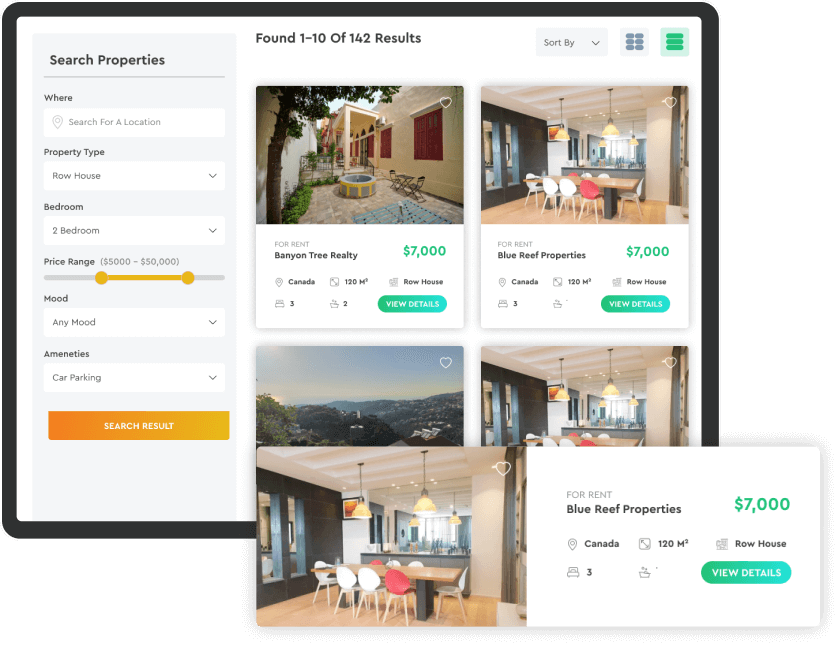 Search Properties
Where
Search For A Location
Property Type
Row House
Bedroom
2 Bedroom
Price Range ($5000 – $50,000)
Mood
Any Mood
Ameneties
Car Parking
SEARCH RESULT
Found 1–10 Of 142 Results
Sort By
FOR RENT
Banyon Tree Realty
$7,000
Canada 120 M² Row House
3 2 VIEW DETAILS
FOR RENT
Blue Reef Properties
$7,000
Canada 120 M² Row House
3 VIEW DETAILS
FOR RENT
Blue Reef Properties
$7,000
Canada 120 M² Row House
3 VIEW DETAILS